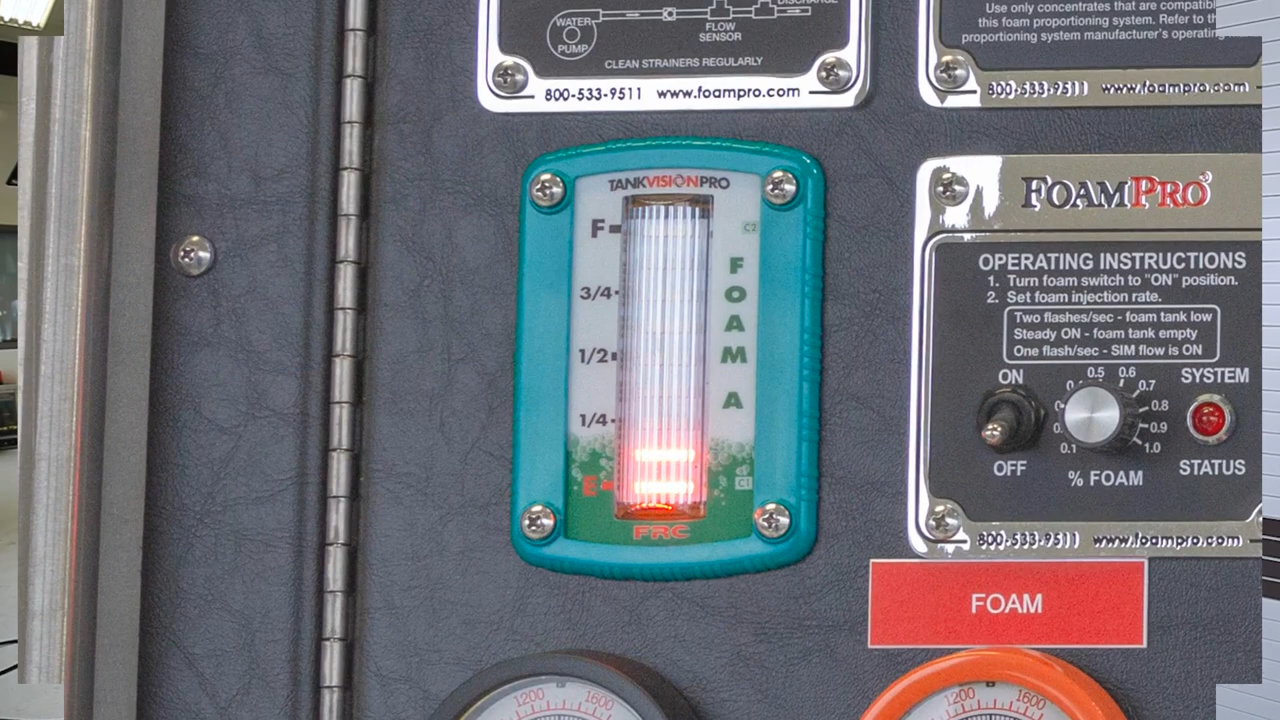 WATER
PUMP
FLOW
SENSOR
DISCHARGE
CLEAN STRAINERS REGULARLY
800-533-9511 www.foampro.com
Use only concentrates that are
this foam proportioning system. Refer to
proportioning system manufacturer's
800-533-9511 www.foampro.com
TANKVISIONPRO
F
C2
3/4
1/2
1/4
FOAM A
C1
FRC
FOAMPRO
OPERATING INSTRUCTIONS
1. Turn foam switch to "ON" position.
2. Set foam injection rate.
Two flashes/sec - foam tank low
Steady ON - foam tank empty
One flash/sec - SIM flow is ON
ON
OFF
0.1
0.5
0.6
0.7
0.8
0.9
1.0
% FOAM
SYSTEM
STATUS
800-533-9511 www.foampro.com
FOAM
1200
1600
1200
1600